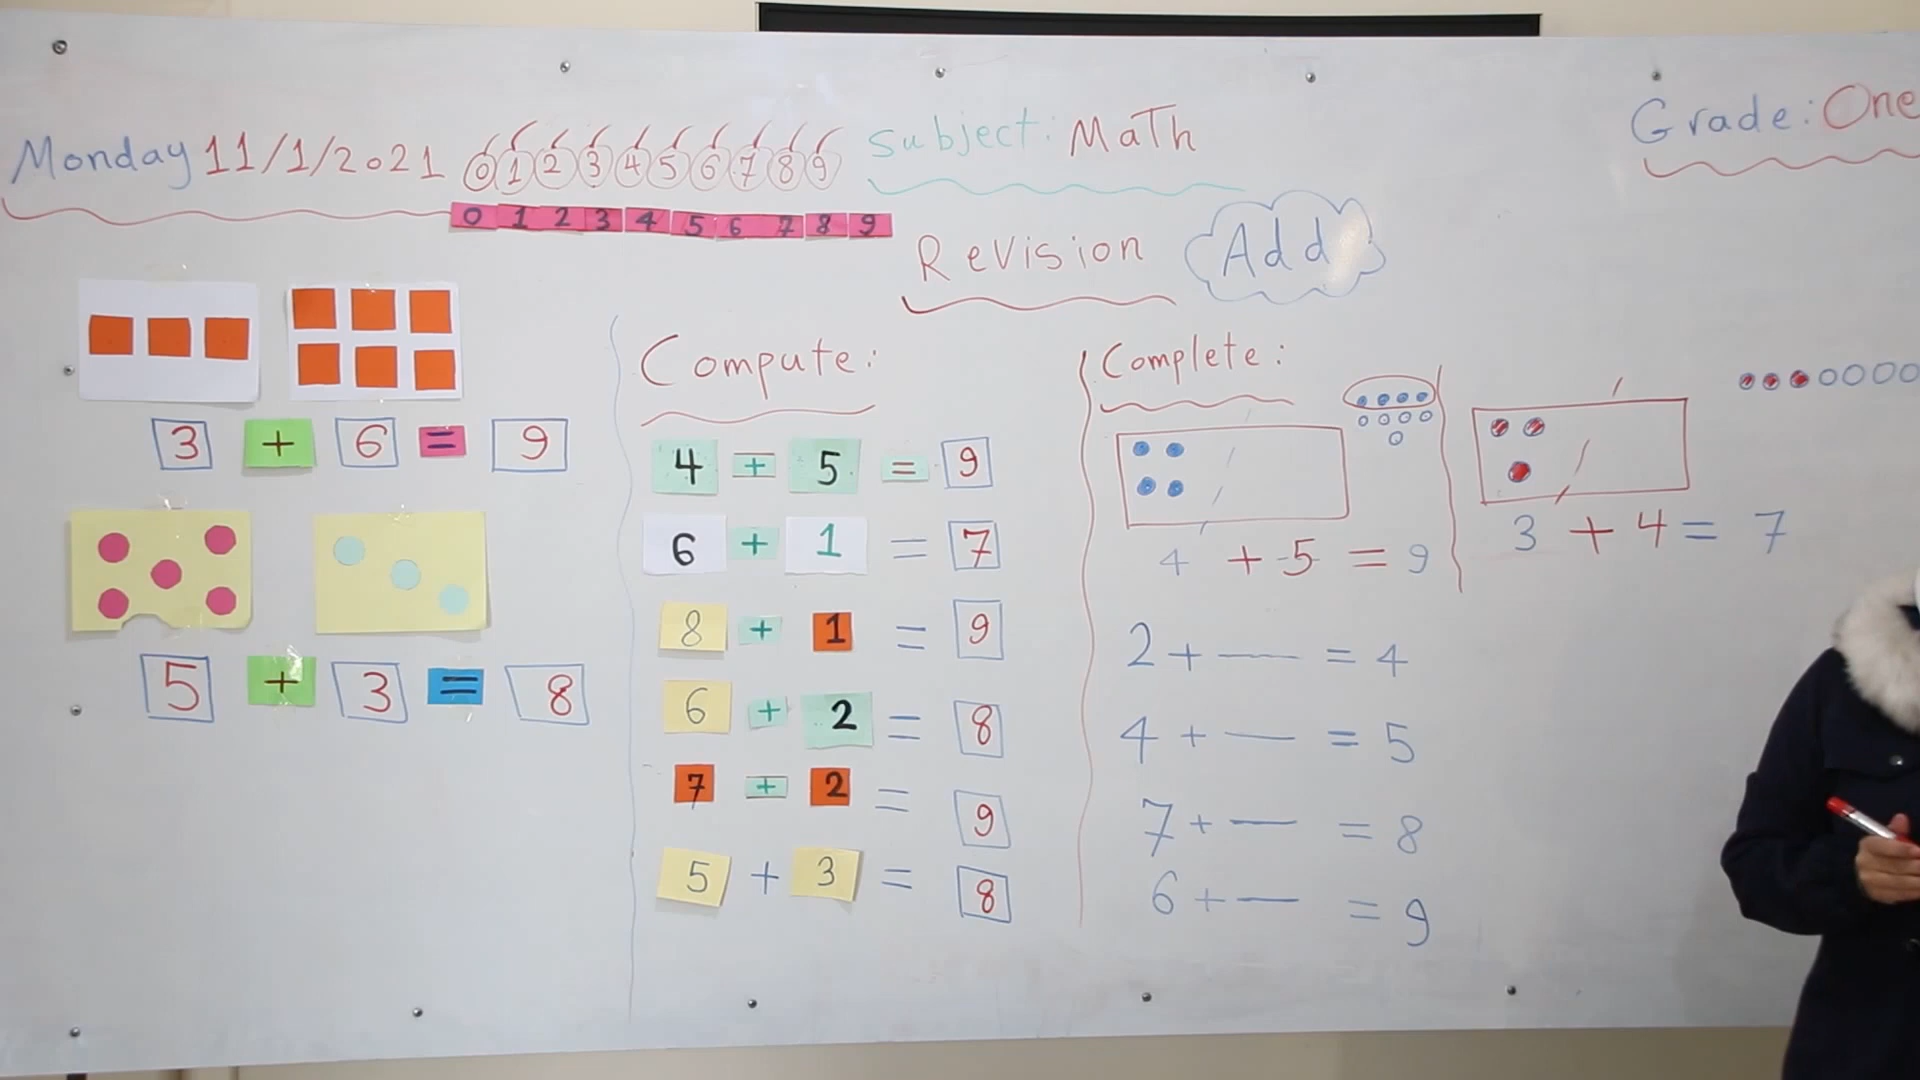 Monday 11/1/2021
0 1 2 3 4 5 6 7 8 9
0 1 2 3 4 5 6 7 8 9
Subject: Math
Grade: One
Revision
Add
3 + 6 = 9
5 + 3 = 8
Compute:
4 + 5 = 9
6 + 1 = 7
8 + 1 = 9
6 + 2 = 8
7 + 2 = 9
5 + 3 = 8
Complete:
4 + 5 = 9
3 + 4 = 7
2 + — = 4
4 + — = 5
7 + — = 8
6 + — = 9